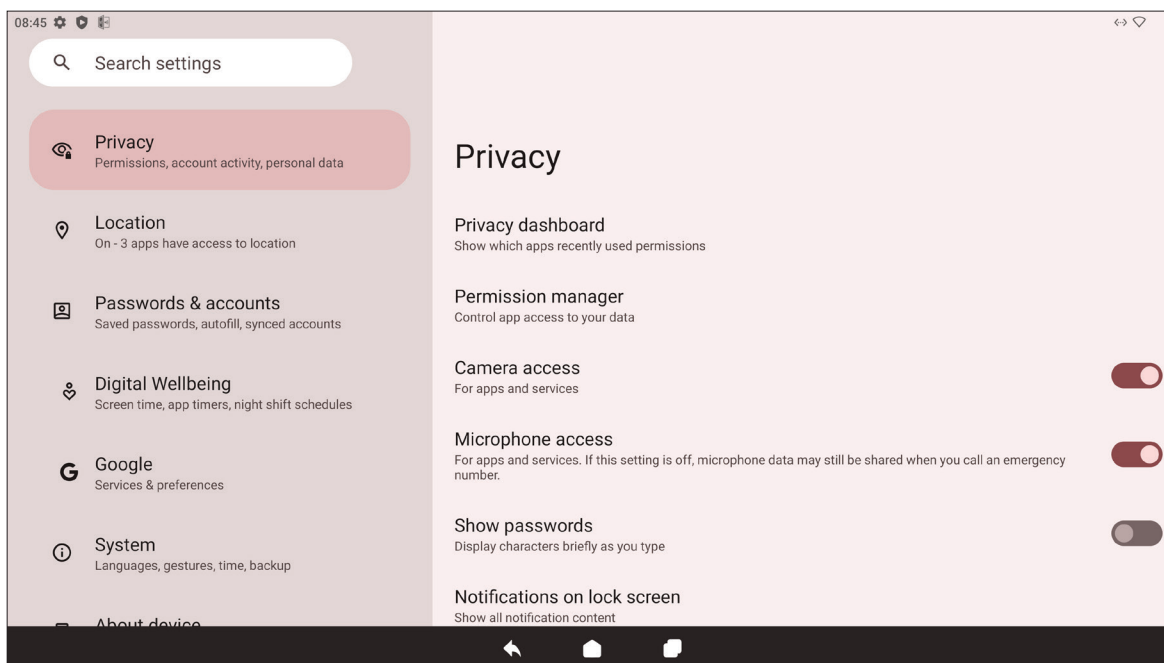 08:45
Search settings
Privacy
Permissions, account activity, personal data
Location
On - 3 apps have access to location
Passwords & accounts
Saved passwords, autofill, synced accounts
Digital Wellbeing
Screen time, app timers, night shift schedules
Google
Services & preferences
System
Languages, gestures, time, backup
About device
Privacy
Privacy dashboard
Show which apps recently used permissions
Permission manager
Control app access to your data
Camera access
For apps and services
Microphone access
For apps and services. If this setting is off, microphone data may still be shared when you call an emergency
number.
Show passwords
Display characters briefly as you type
Notifications on lock screen
Show all notification content